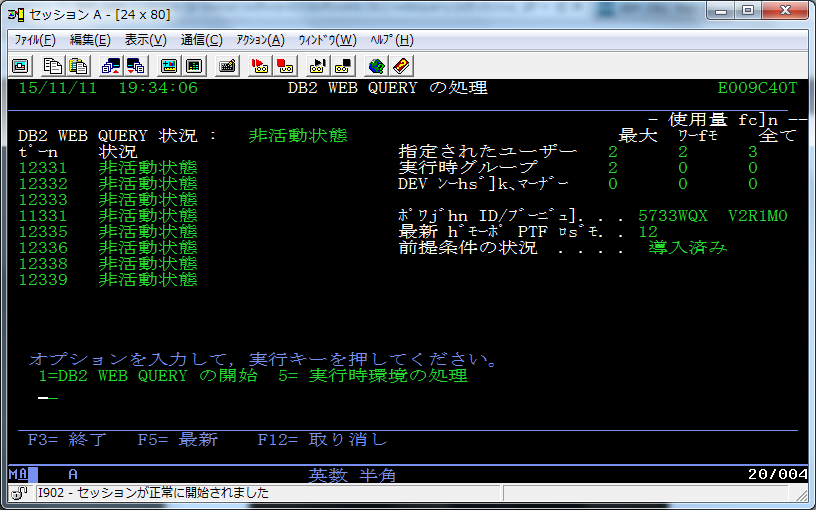 セッション A - [24 x 80]
ﾌｧｲﾙ(F) 編集(E) 表示(V) 通信(C) ｱｸｼｮﾝ(A) ｳｨﾝﾄﾞｳ(W) ﾍﾙﾌﾟ(H)
15/11/11 19:34:06 DB2 WEB QUERY の処理 E009C40T
- 使用量 fc]n --
DB2 WEB QUERY 状況 : 非活動状態 最大 ﾜｰfﾓ 全て
tﾟｰn 状況 指定されたユーザー 2 2 3
12331 非活動状態 実行時グループ 2 0 0
12332 非活動状態 DEV ﾝｰhsﾞ]k､ﾏｰﾅﾞｰ 0 0 0
12333 非活動状態
11331 非活動状態 ﾎﾟﾜjﾞhn ID/ﾌﾞｰﾆﾞｭ]. . . 5733WQX V2R1M0
12335 非活動状態 最新 hﾞﾓｰﾎﾟ PTF ﾛsﾞﾓ. . 12
12336 非活動状態 前提条件の状況 . . . . 導入済み
12338 非活動状態
12339 非活動状態
オプションを入力して, 実行キーを押してください。
1=DB2 WEB QUERY の開始 5= 実行時環境の処理
F3= 終了 F5= 最新 F12= 取り消し
MA A 英数 半角 20/004
I902 - セッションが正常に開始されました